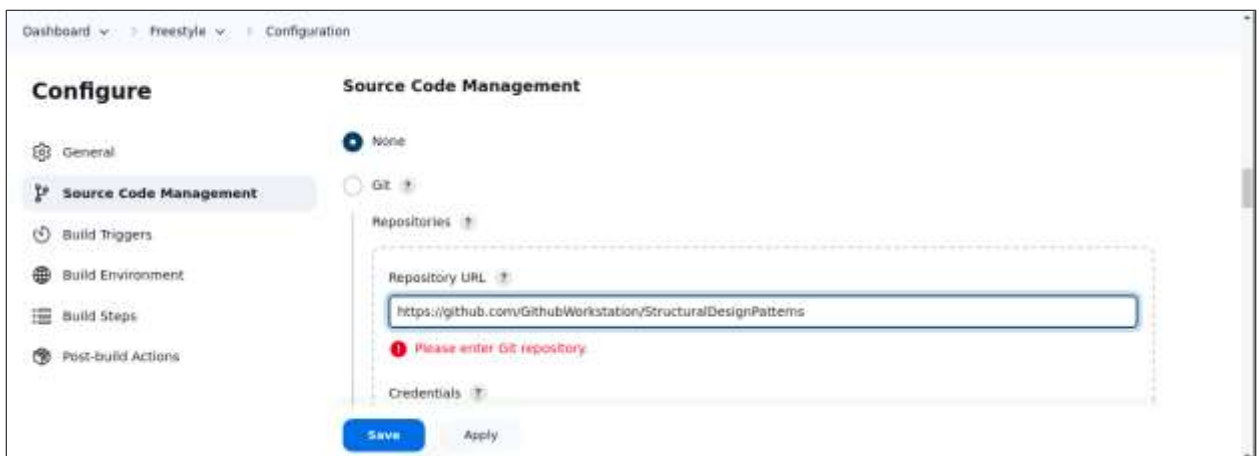 Dashboard > Freestyle > Configuration
Configure
General
Source Code Management
Build Triggers
Build Environment
Build Steps
Post-build Actions
Source Code Management
None
Git ?
Repositories ?
Repository URL ?
https://github.com/GithubWorkstation/StructuralDesignPatterns
Please enter Git repository.
Credentials ?
Save Apply